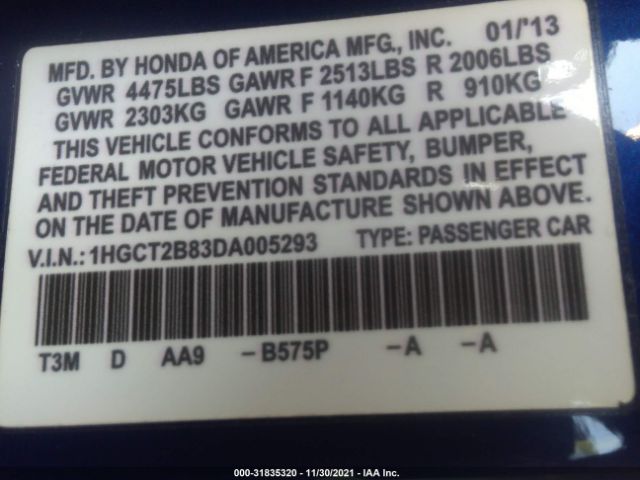 MFD. BY HONDA OF AMERICA MFG., INC. 01/'13
GVWR 4475LBS GAWR F 2513LBS R 2006LBS
GVWR 2303KG GAWR F 1140KG R 910KG
THIS VEHICLE CONFORMS TO ALL APPLICABLE
FEDERAL MOTOR VEHICLE SAFETY, BUMPER,
AND THEFT PREVENTION STANDARDS IN EFFECT
ON THE DATE OF MANUFACTURE SHOWN ABOVE.
V.I.N.: 1HGCT2B83DA005293 TYPE: PASSENGER CAR
T3M D AA9 -B575P -A -A
000-31835320 - 11/30/2021 - IAA Inc.